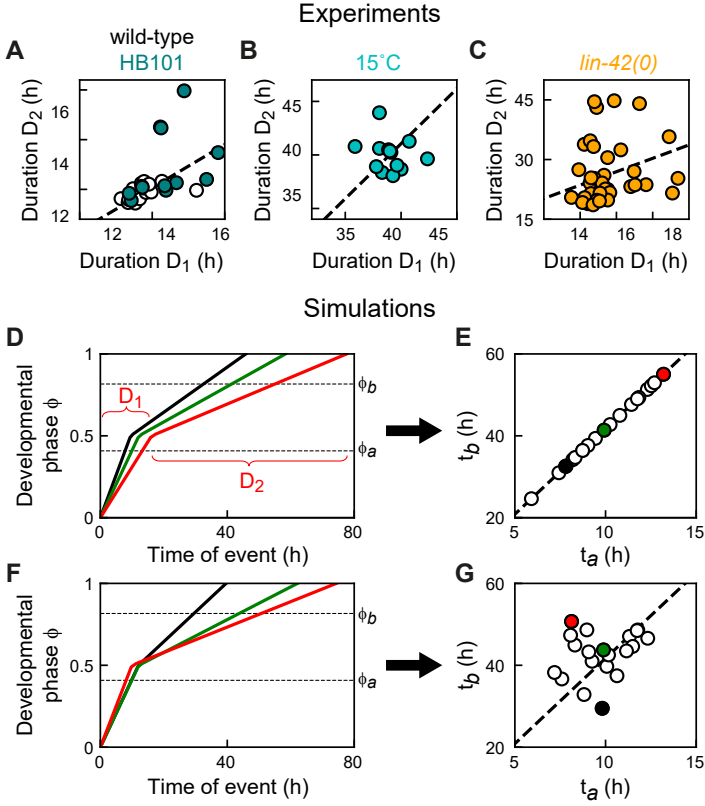 Experiments
A
wild-type
HB101
Duration D2 (h)
16
14
12
12
14
16
Duration D1 (h)
B
15°C
Duration D2 (h)
45
40
35
35
40
45
Duration D1 (h)
C
lin-42(0)
Duration D2 (h)
45
35
25
15
14
16
18
Duration D1 (h)
Simulations
D
Developmental
phase ϕ
1
0.5
0
D1
D2
ϕb
ϕa
0
40
80
Time of event (h)
E
tb (h)
60
40
20
5
10
15
ta (h)
F
Developmental
phase ϕ
1
0.5
0
ϕb
ϕa
0
40
80
Time of event (h)
G
tb (h)
60
40
20
5
10
15
ta (h)